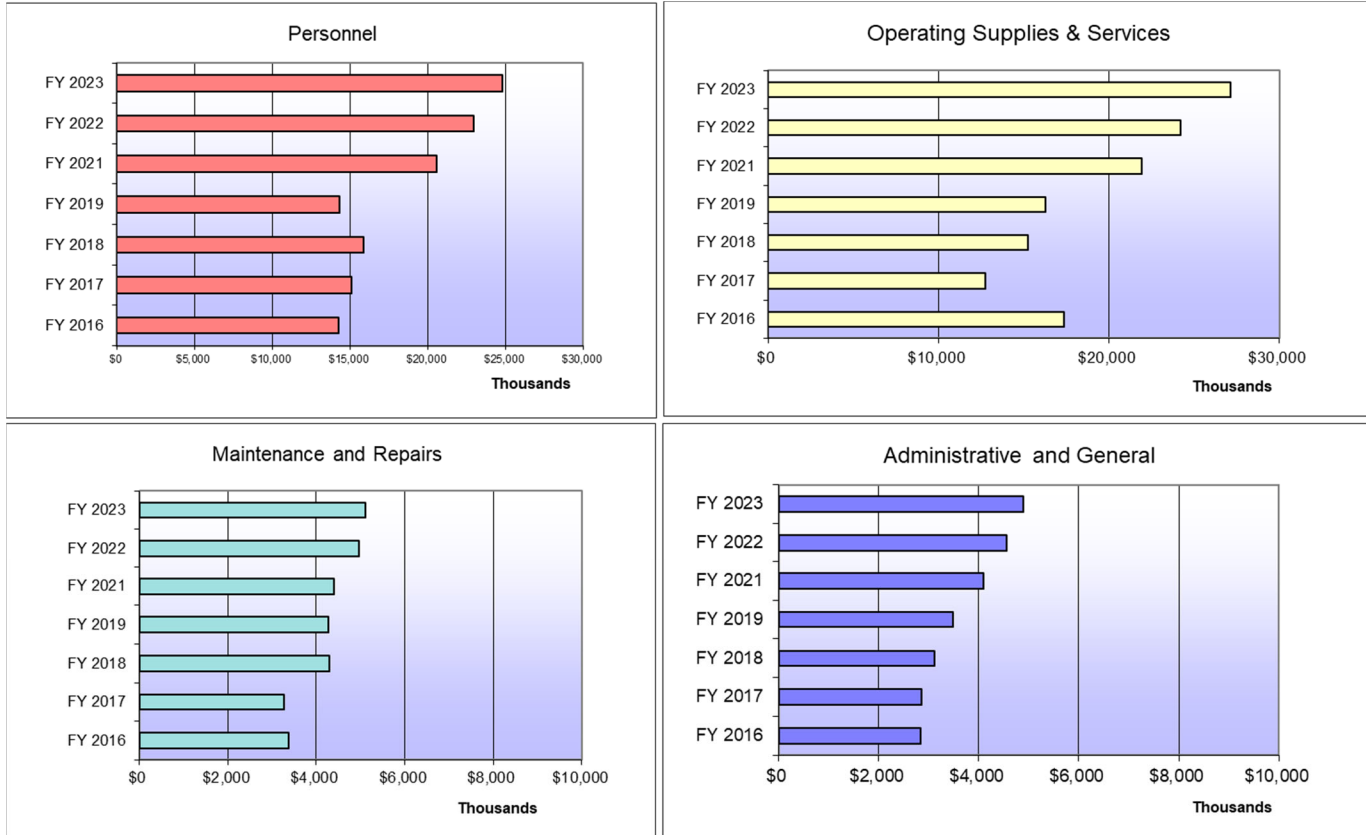 Personnel
FY 2023
FY 2022
FY 2021
FY 2019
FY 2018
FY 2017
FY 2016
$0 $5,000 $10,000 $15,000 $20,000 $25,000 $30,000
Thousands
Operating Supplies & Services
FY 2023
FY 2022
FY 2021
FY 2019
FY 2018
FY 2017
FY 2016
$0 $10,000 $20,000 $30,000
Thousands
Maintenance and Repairs
FY 2023
FY 2022
FY 2021
FY 2019
FY 2018
FY 2017
FY 2016
$0 $2,000 $4,000 $6,000 $8,000 $10,000
Thousands
Administrative and General
FY 2023
FY 2022
FY 2021
FY 2019
FY 2018
FY 2017
FY 2016
$0 $2,000 $4,000 $6,000 $8,000 $10,000
Thousands